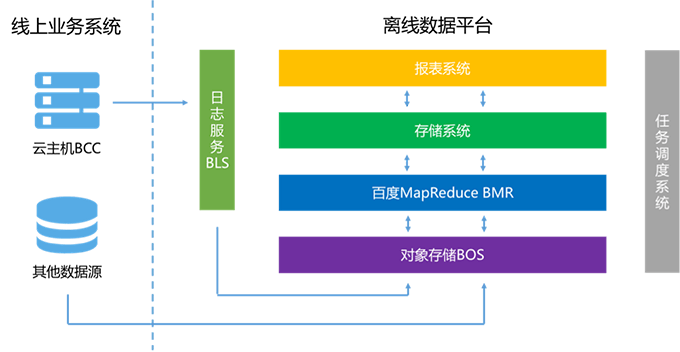 线上业务系统
离线数据平台
云主机BCC
其他数据源
日志服务BLS
报表系统
存储系统
百度MapReduce BMR
对象存储BOS
任务调度系统